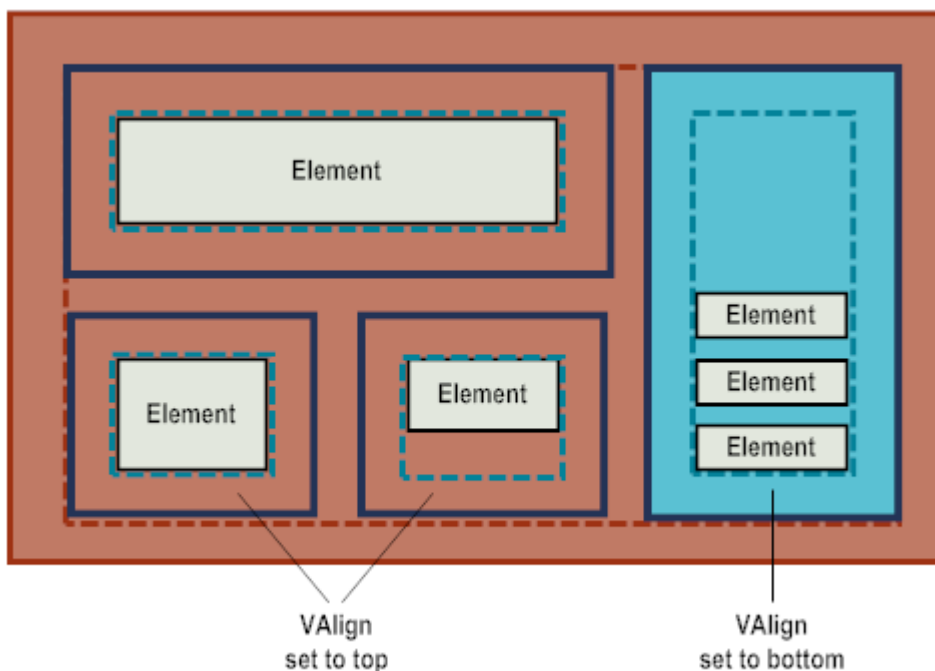 Element
Element
Element
Element
Element
Element
VAlign
set to top
VAlign
set to bottom